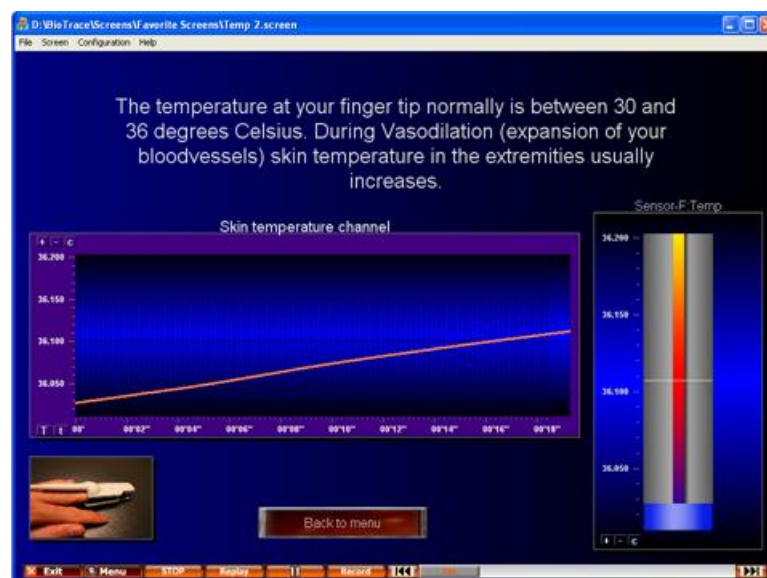 D:\BioTrace\Screens\Favorite Screens\Temp 2.screen
File Screen Configuration Help
The temperature at your finger tip normally is between 30 and
36 degrees Celsius. During Vasodilation (expansion of your
bloodvessels) skin temperature in the extremities usually
increases.
Sensor-F:Temp
Skin temperature channel
+ - c
36.200
36.150
36.100
36.050
T t 00" 00'02" 00'04" 00'06" 00'08" 00'10" 00'12" 00'14" 00'16" 00'18"
36.200
36.150
36.100
36.050
+ - c
Back to menu
Exit Menu STOP Replay Record